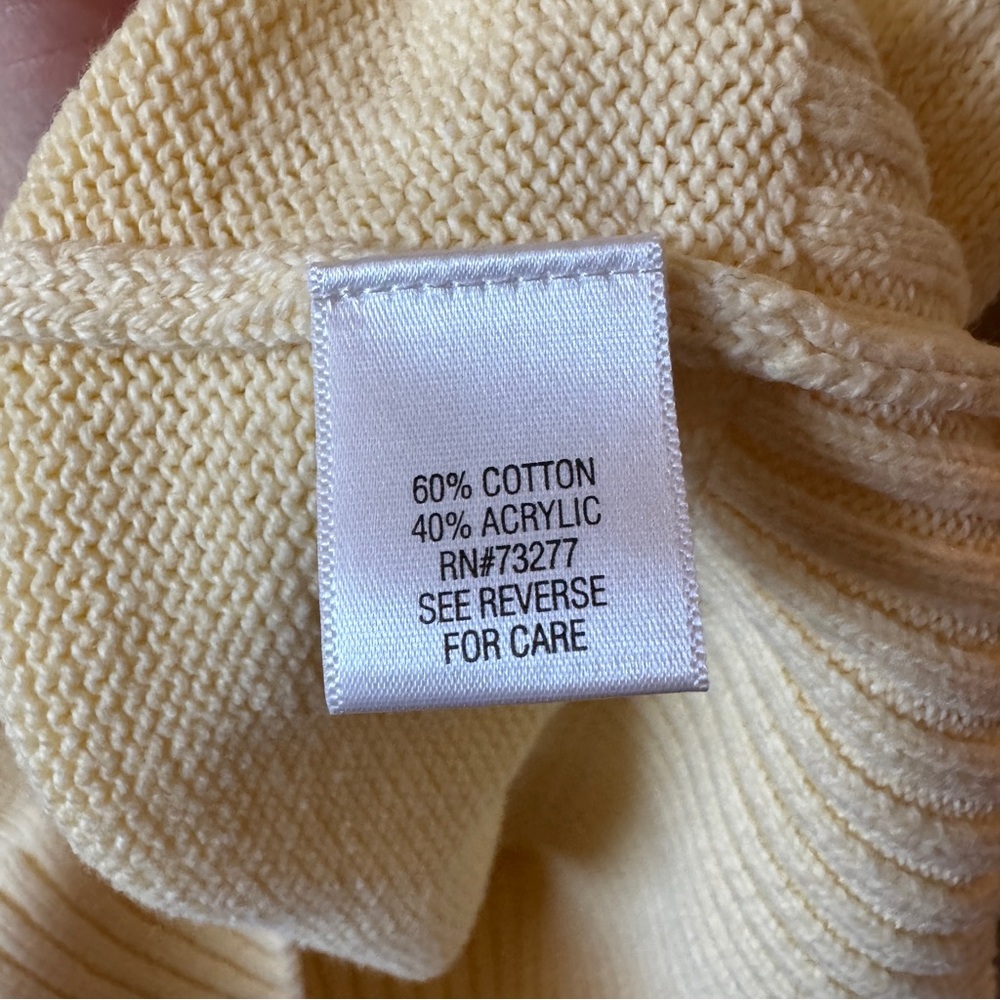 60% COTTON
40% ACRYLIC
RN#73277
SEE REVERSE
FOR CARE